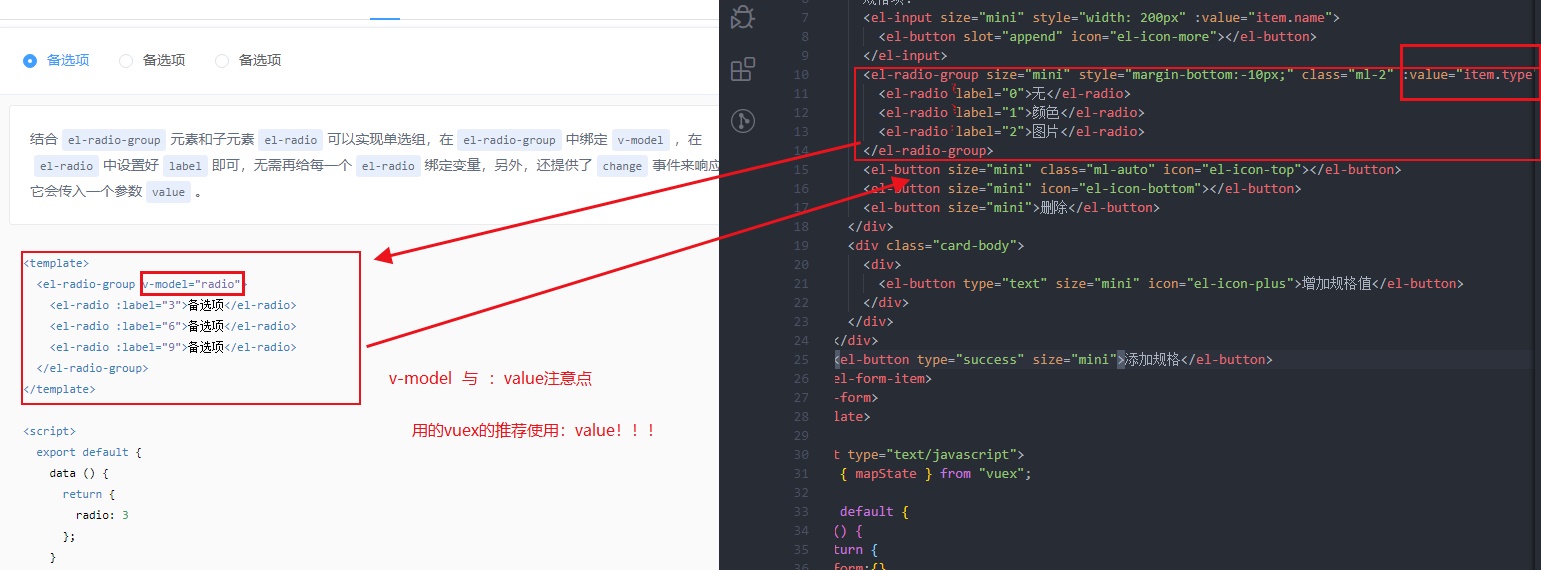 备选项 备选项 备选项
结合 el-radio-group 元素和子元素 el-radio 可以实现单选组，在 el-radio-group 中绑定 v-model ，在
el-radio 中设置好 label 即可，无需再给每一个 el-radio 绑定变量，另外，还提供了 change 事件来响应
它会传入一个参数 value 。
<template>
<el-radio-group v-model="radio">
<el-radio :label="3">备选项</el-radio>
<el-radio :label="6">备选项</el-radio>
<el-radio :label="9">备选项</el-radio>
</el-radio-group>
</template>
<script>
export default {
data () {
return {
radio: 3
};
}
v-model 与 ：value注意点
用的vuex的推荐使用：value！！！
7 <el-input size="mini" style="width: 200px" :value="item.name">
8 <el-button slot="append" icon="el-icon-more"></el-button>
9 </el-input>
10 <el-radio-group size="mini" style="margin-bottom:-10px;" class="ml-2" :value="item.type"
11 <el-radio label="0">无</el-radio>
12 <el-radio label="1">颜色</el-radio>
13 <el-radio label="2">图片</el-radio>
14 </el-radio-group>
15 <el-button size="mini" class="ml-auto" icon="el-icon-top"></el-button>
16 <el-button size="mini" icon="el-icon-bottom"></el-button>
17 <el-button size="mini">删除</el-button>
18 </div>
19 <div class="card-body">
20 <div>
21 <el-button type="text" size="mini" icon="el-icon-plus">增加规格值</el-button>
22 </div>
23 </div>
24 </div>
25 <el-button type="success" size="mini">添加规格</el-button>
26 el-form-item>
27 -form>
28 late>
29
30 t type="text/javascript">
31 { mapState } from "vuex";
32
33 default {
34 () {
35 turn {
36 form:{}